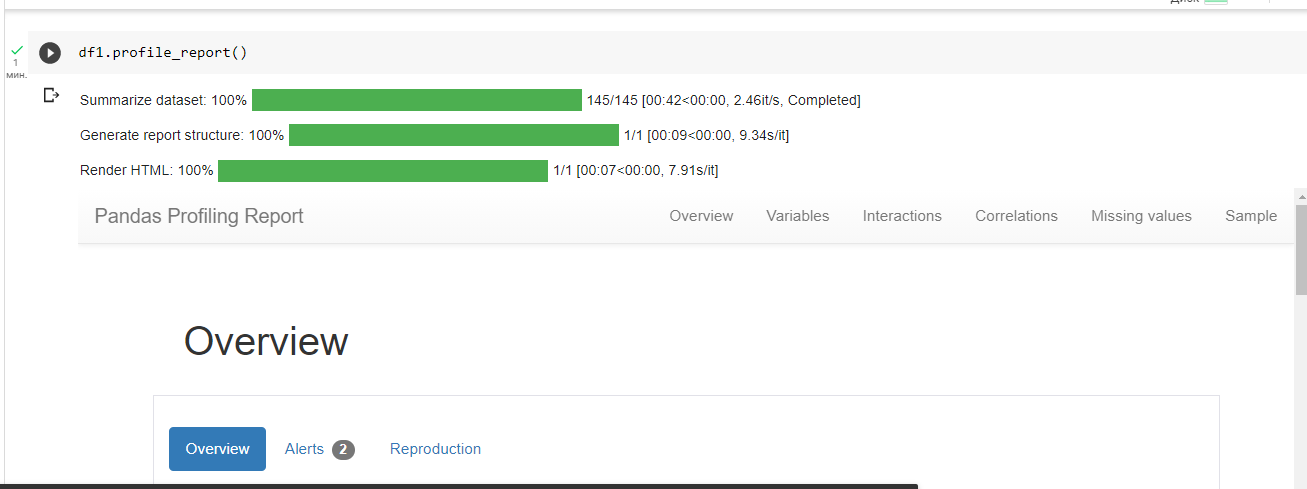 Диск
df1.profile_report()
1
мин.
Summarize dataset: 100% 145/145 [00:42<00:00, 2.46it/s, Completed]
Generate report structure: 100% 1/1 [00:09<00:00, 9.34s/it]
Render HTML: 100% 1/1 [00:07<00:00, 7.91s/it]
Pandas Profiling Report Overview Variables Interactions Correlations Missing values Sample
Overview
Overview Alerts 2 Reproduction